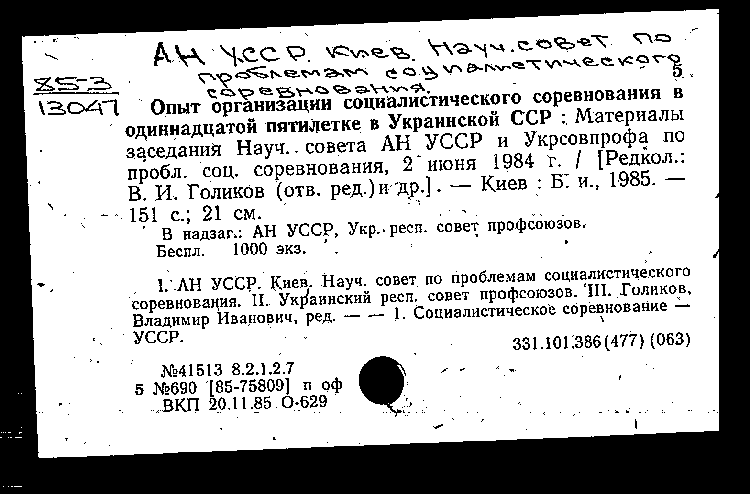 АН УССР. Киев. Науч. совет по
проблемам социалистического
соревнования.
85-3
13047
5
Опыт организации социалистического соревнования в
одиннадцатой пятилетке в Украинской ССР : Материалы
заседания Науч. совета АН УССР и Укрсовпрофа по
пробл. соц. соревнования, 2 июня 1984 г. / [Редкол.:
В. И. Голиков (отв. ред.) и др.]. — Киев : Б. и., 1985. —
151 с.; 21 см.
В надзаг.: АН УССР, Укр. респ. совет профсоюзов.
Беспл. 1000 экз.
I. АН УССР. Киев. Науч. совет по проблемам социалистического
соревнования. II. Украинский респ. совет профсоюзов. III. Голиков,
Владимир Иванович, ред. — — 1. Социалистическое соревнование —
УССР.
331.101.386(477)(063)
№41513 8.2.1.2.7
5 №690 [85-75809] п оф
ВКП 20.11.85 О-629